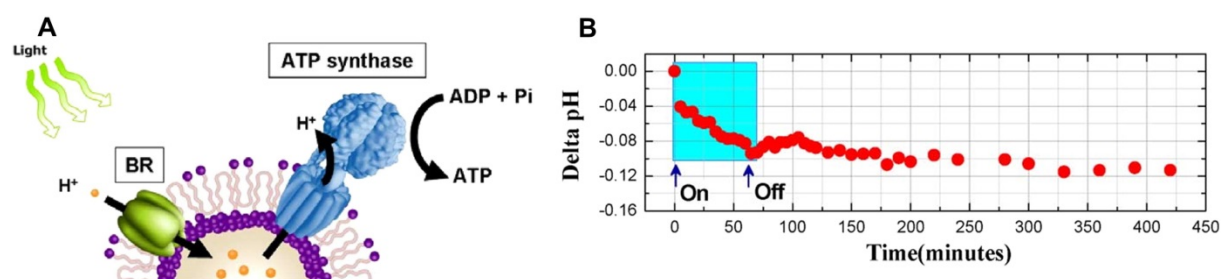 A
Light
ATP synthase
ADP + Pi
H⁺
BR
H⁺
ATP
B
Delta pH
0.00
-0.04
-0.08
-0.12
-0.16
On
Off
0 50 100 150 200 250 300 350 400 450
Time(minutes)